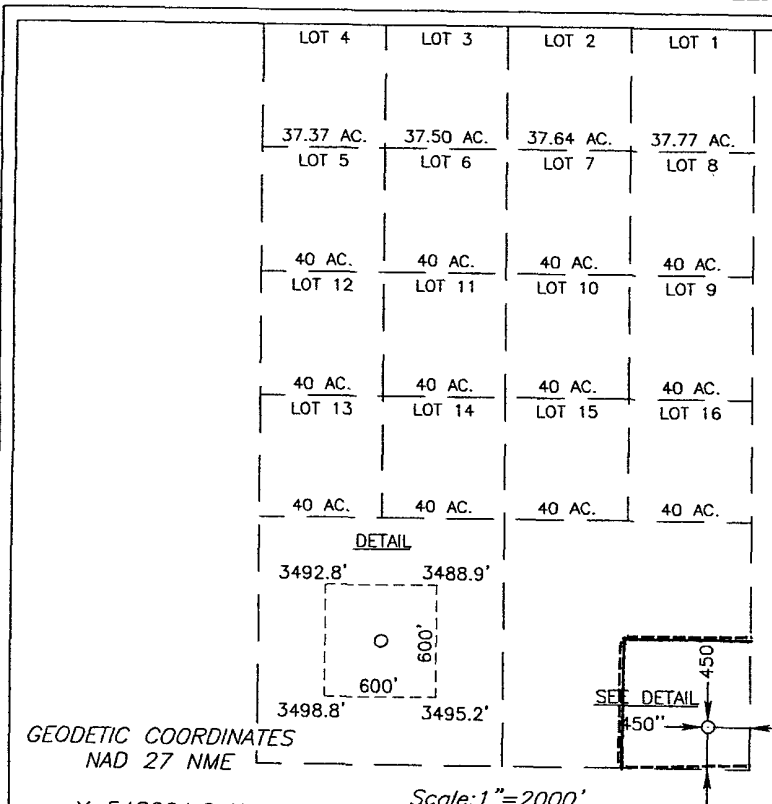 LOT 4 LOT 3 LOT 2 LOT 1
37.37 AC. 37.50 AC. 37.64 AC. 37.77 AC.
LOT 5 LOT 6 LOT 7 LOT 8
40 AC. 40 AC. 40 AC. 40 AC.
LOT 12 LOT 11 LOT 10 LOT 9
40 AC. 40 AC. 40 AC. 40 AC.
LOT 13 LOT 14 LOT 15 LOT 16
40 AC. 40 AC. 40 AC. 40 AC.
DETAIL
3492.8' 3488.9'
600'
600'
3498.8' 3495.2'
450
SEE DETAIL
450''
GEODETIC COORDINATES
NAD 27 NME
Scale:1"=2000'